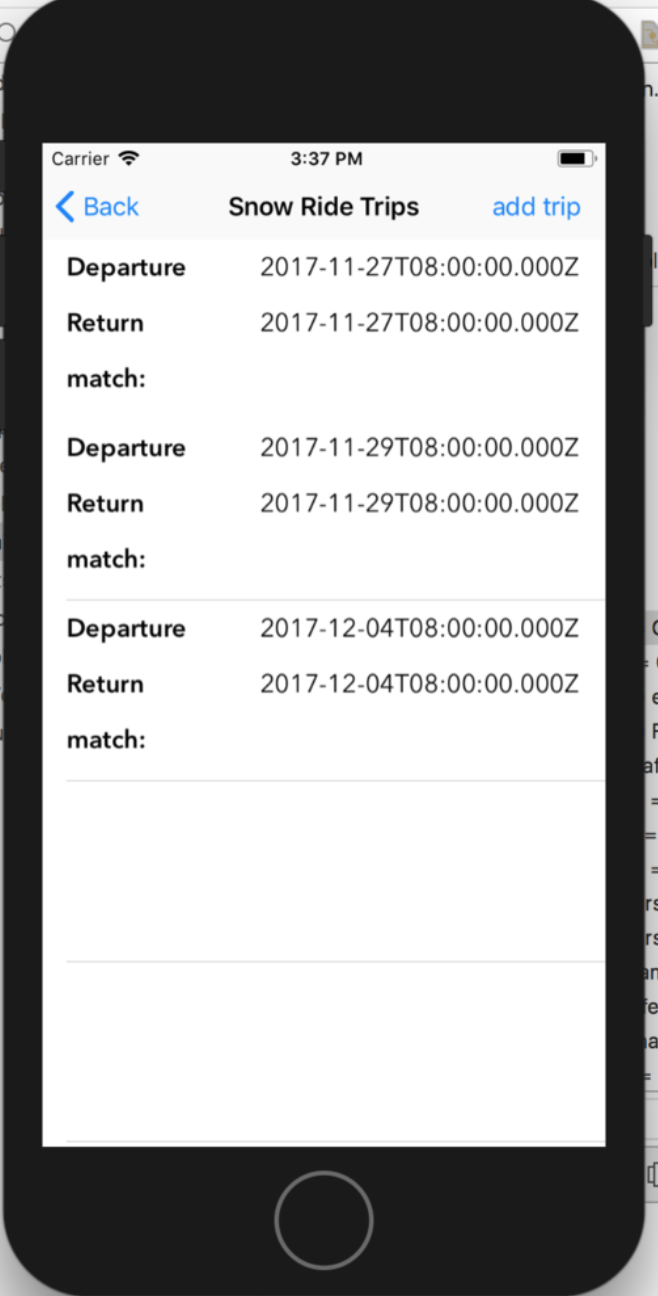 Carrier 3:37 PM
Back Snow Ride Trips add trip
Departure 2017-11-27T08:00:00.000Z
Return 2017-11-27T08:00:00.000Z
match:
Departure 2017-11-29T08:00:00.000Z
Return 2017-11-29T08:00:00.000Z
match:
Departure 2017-12-04T08:00:00.000Z
Return 2017-12-04T08:00:00.000Z
match: